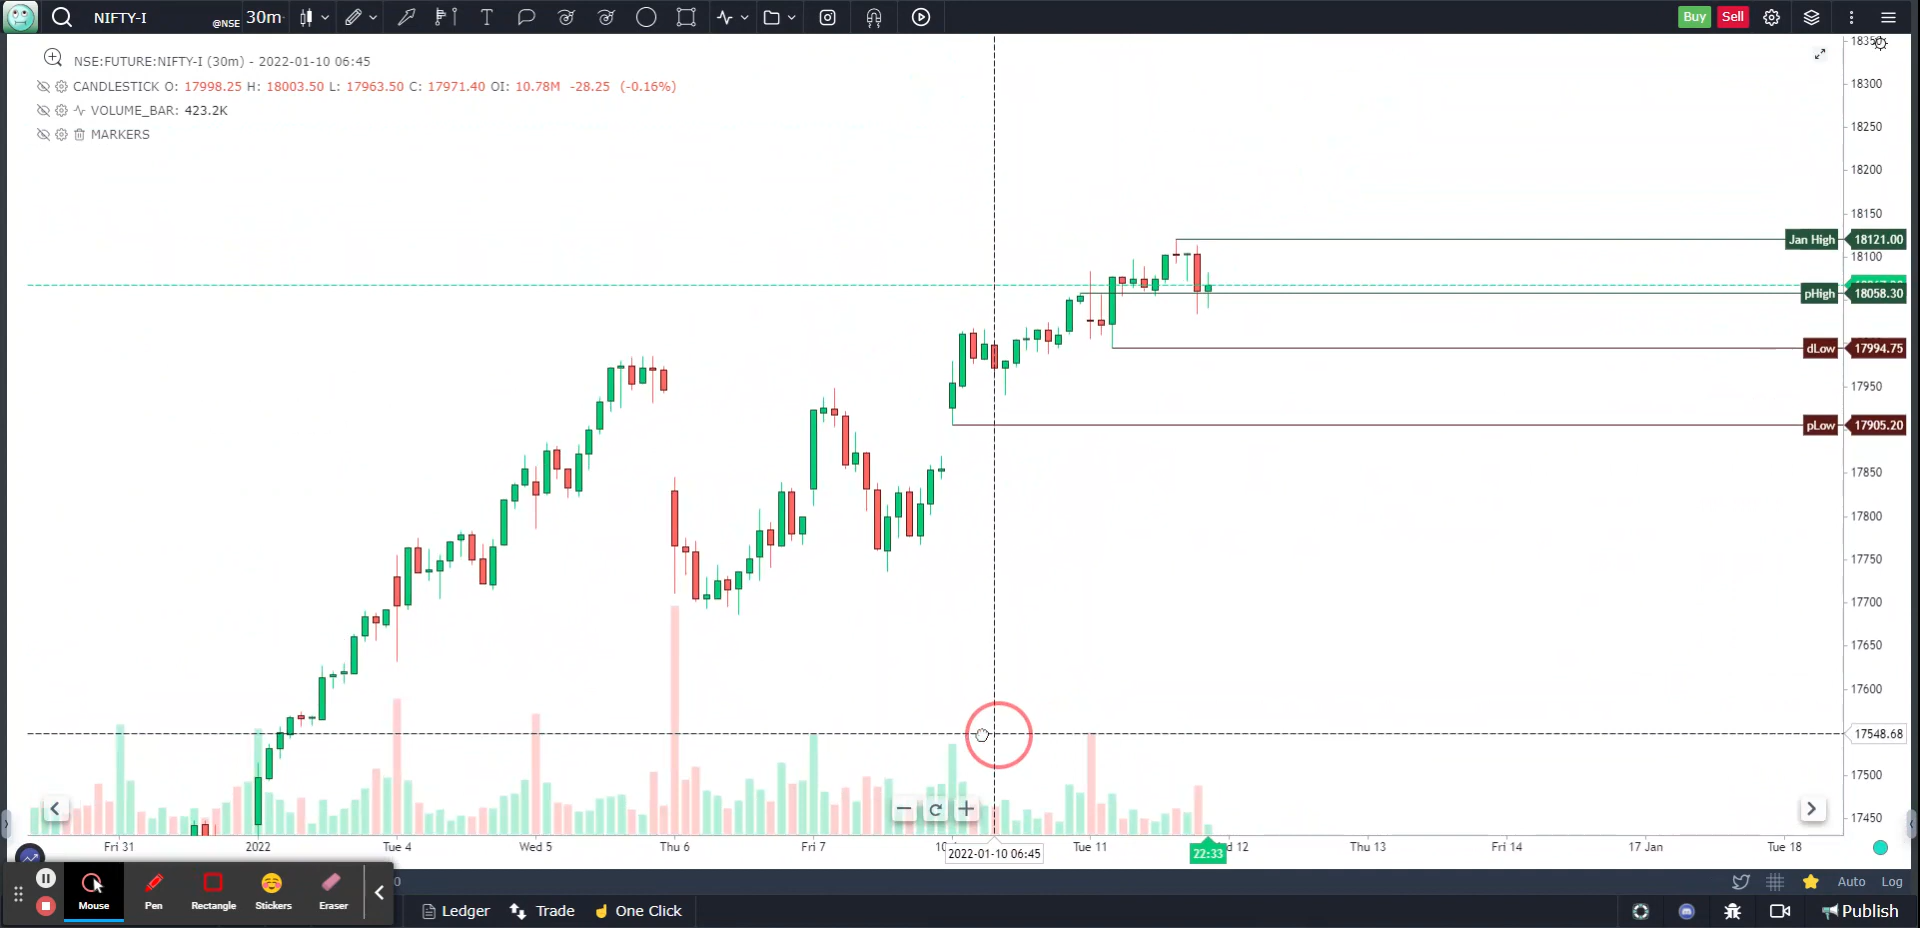 NIFTY-I @NSE 30m Buy Sell
NSE:FUTURE:NIFTY-I (30m) - 2022-01-10 06:45
CANDLESTICK O: 17998.25 H: 18003.50 L: 17963.50 C: 17971.40 OI: 10.78M -28.25 (-0.16%)
VOLUME_BAR: 423.2K
MARKERS
18300
18250
18200
18150
Jan High 18121.00
18100
pHigh 18058.30
dLow 17994.75
17950
pLow 17905.20
17850
17800
17750
17700
17650
17600
17548.68
17500
17450
Fri 31 2022 Tue 4 Wed 5 Thu 6 Fri 7 2022-01-10 06:45 Tue 11 22:33 Thu 13 Fri 14 17 Jan Tue 18
Auto Log
Mouse Pen Rectangle Stickers Eraser
Ledger Trade One Click Publish